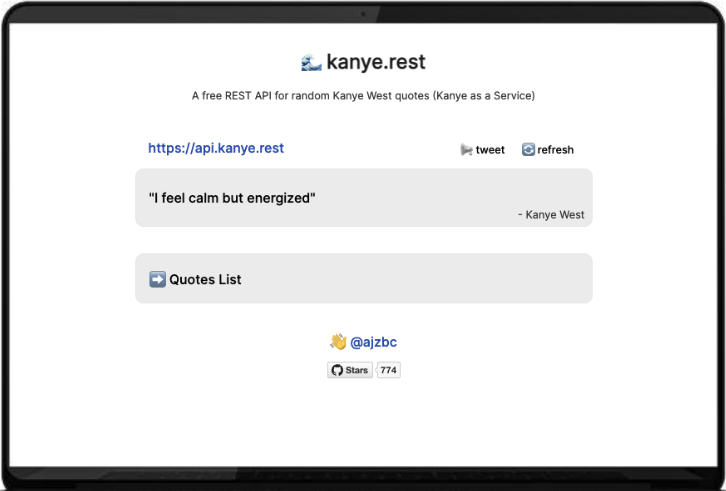 kanye.rest
A free REST API for random Kanye West quotes (Kanye as a Service)
https://api.kanye.rest
tweet
refresh
"I feel calm but energized"
- Kanye West
Quotes List
@ajzbc
Stars 774